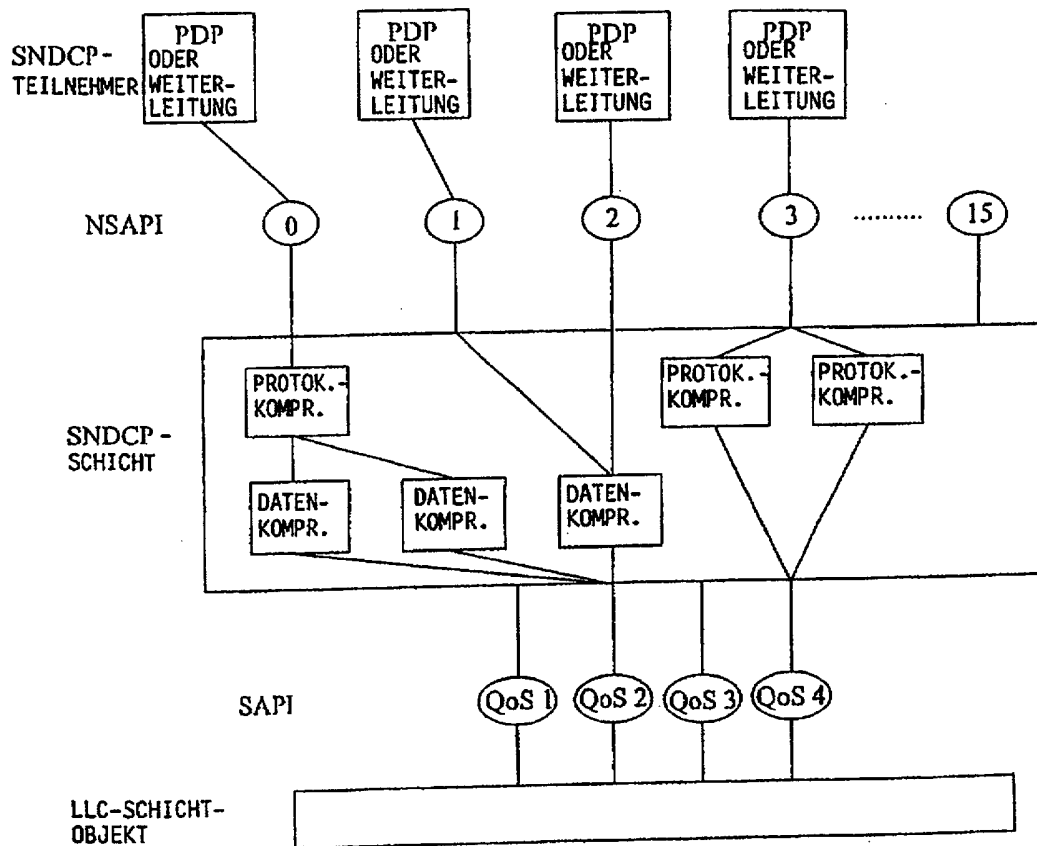 SNDCP-
TEILNEHMER
PDP
ODER
WEITER-
LEITUNG
PDP
ODER
WEITER-
LEITUNG
PDP
ODER
WEITER-
LEITUNG
PDP
ODER
WEITER-
LEITUNG
NSAPI
0
1
2
3
..........
15
SNDCP-
SCHICHT
PROTOK.-
KOMPR.
PROTOK.-
KOMPR.
PROTOK.-
KOMPR.
DATEN-
KOMPR.
DATEN-
KOMPR.
DATEN-
KOMPR.
SAPI
QoS 1
QoS 2
QoS 3
QoS 4
LLC-SCHICHT-
OBJEKT